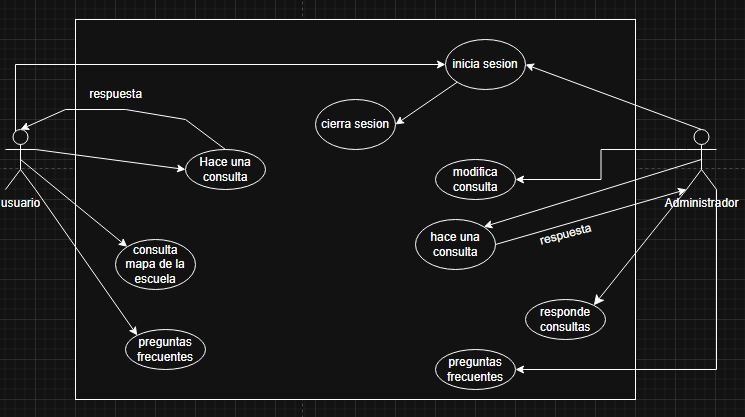 inicia sesion
respuesta
cierra sesion
Hace una
consulta
modifica
consulta
usuario
Administrador
hace una
consulta
respuesta
consulta
mapa de la
escuela
responde
consultas
preguntas
frecuentes
preguntas
frecuentes